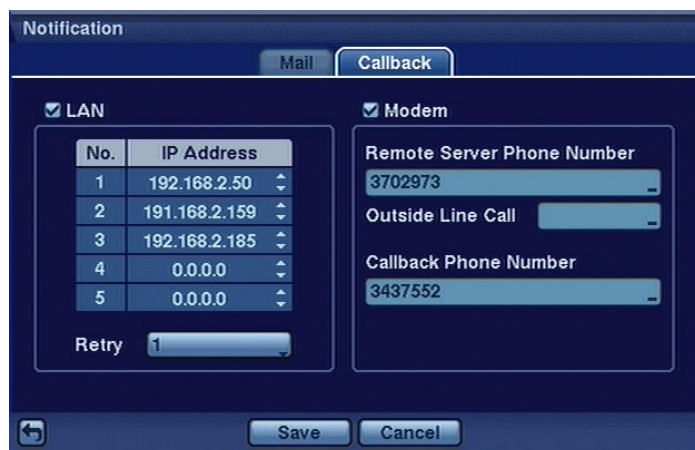 Notification
Mail Callback
LAN
No. IP Address
1 192.168.2.50
2 191.168.2.159
3 192.168.2.185
4 0.0.0.0
5 0.0.0.0
Retry 1
Modem
Remote Server Phone Number
3702973
Outside Line Call
Callback Phone Number
3437552
Save Cancel